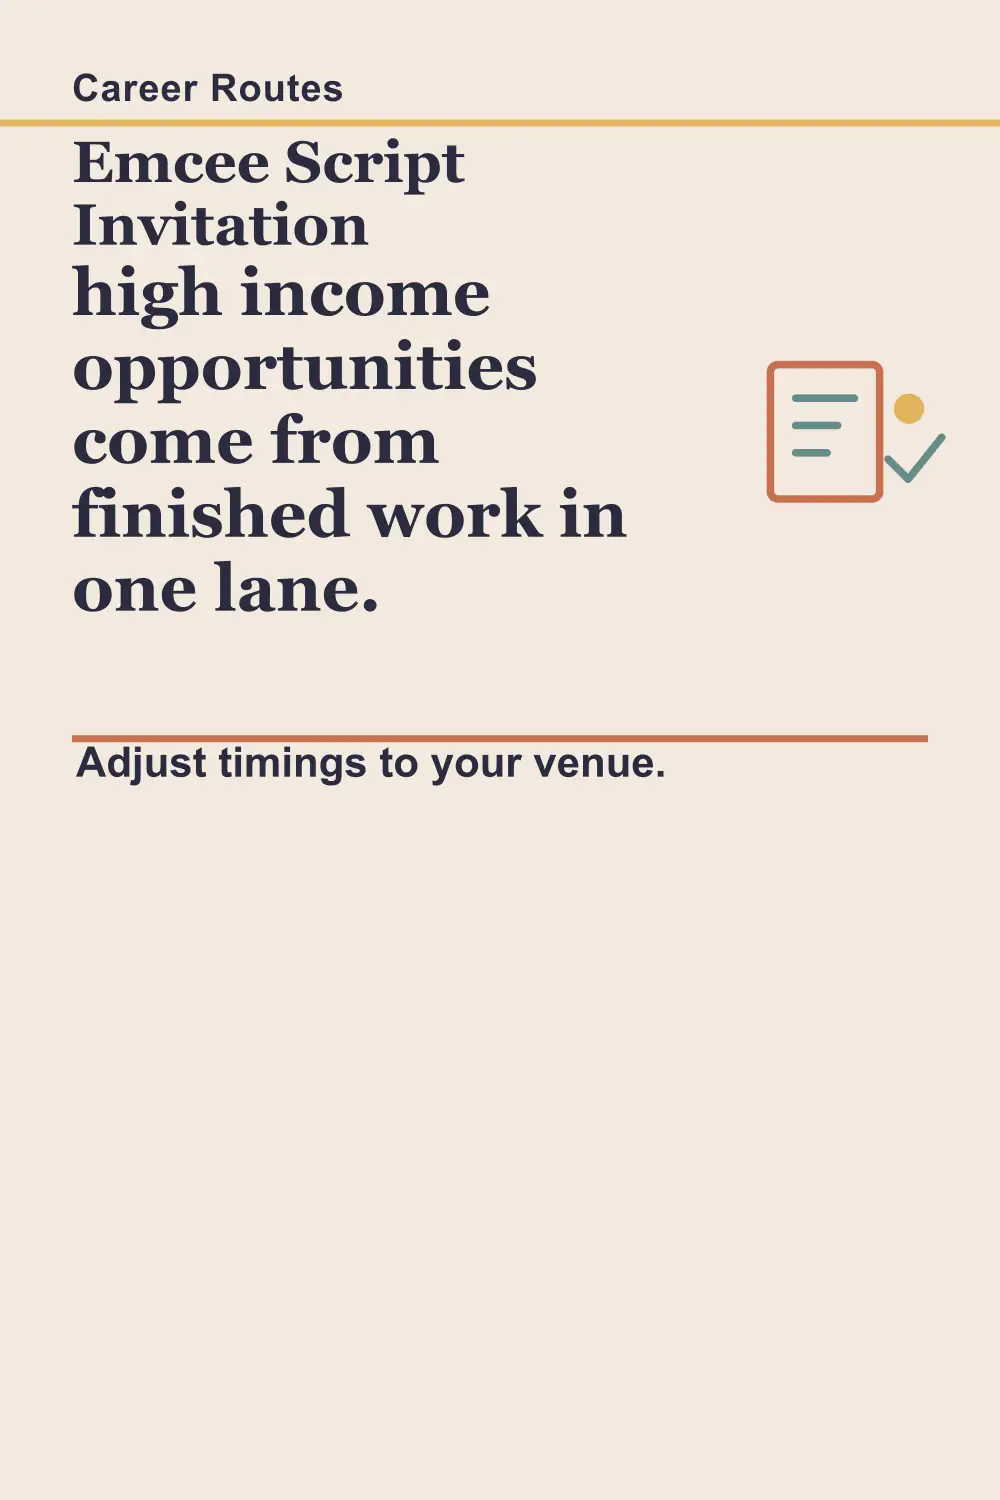 Career Routes
Emcee Script
Invitation
high income
opportunities
come from
finished work in
one lane.
Adjust timings to your venue.